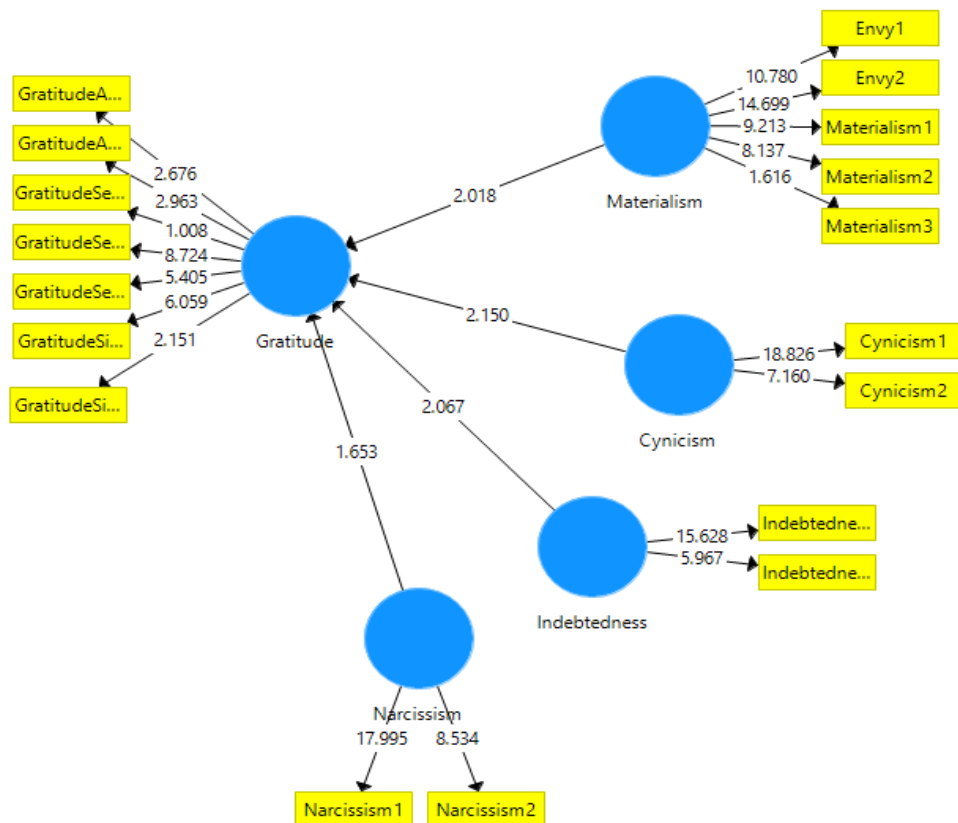 Envy1
10.780
Envy2
14.699
9.213
Materialism1
8.137
Materialism2
1.616
Materialism3
Materialism
GratitudeA...
GratitudeA...
GratitudeSe...
GratitudeSe...
GratitudeSe...
GratitudeSi...
GratitudeSi...
2.676
2.963
1.008
8.724
5.405
6.059
2.151
Gratitude
2.018
2.150
18.826
Cynicism1
7.160
Cynicism2
Cynicism
2.067
1.653
15.628
Indebtedne...
5.967
Indebtedne...
Indebtedness
Narcissism
17.995
8.534
Narcissism1
Narcissism2